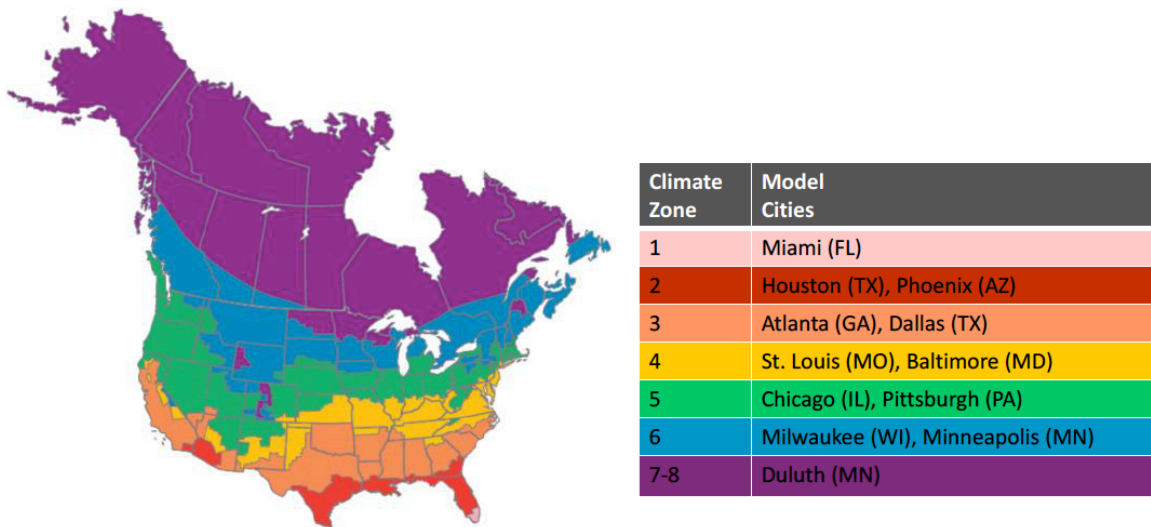 Climate Zone Model Cities
1 Miami (FL)
2 Houston (TX), Phoenix (AZ)
3 Atlanta (GA), Dallas (TX)
4 St. Louis (MO), Baltimore (MD)
5 Chicago (IL), Pittsburgh (PA)
6 Milwaukee (WI), Minneapolis (MN)
7-8 Duluth (MN)